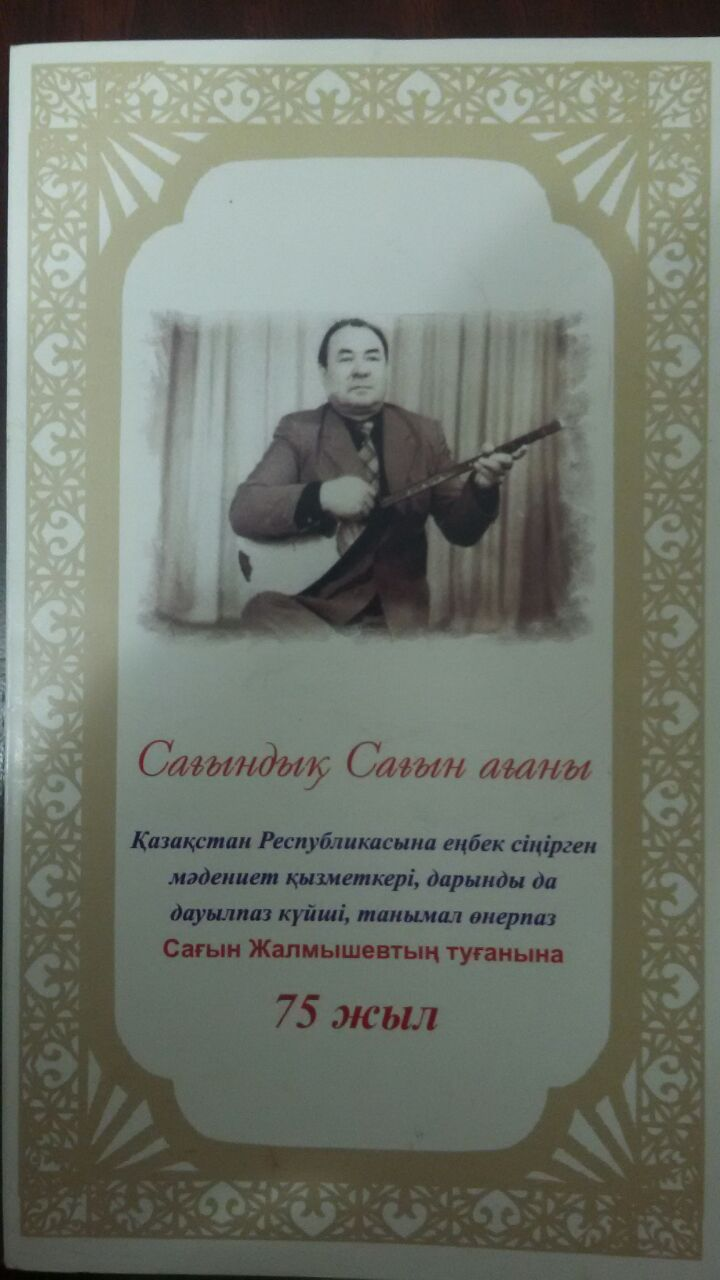 Сағындық Сағын ағаны
Қазақстан Республикасына еңбек сіңірген
мәдениет қызметкері, дарынды да
дауылпаз күйші, танымал өнерпаз
Сағын Жалмышевтың туғанына
75 жыл